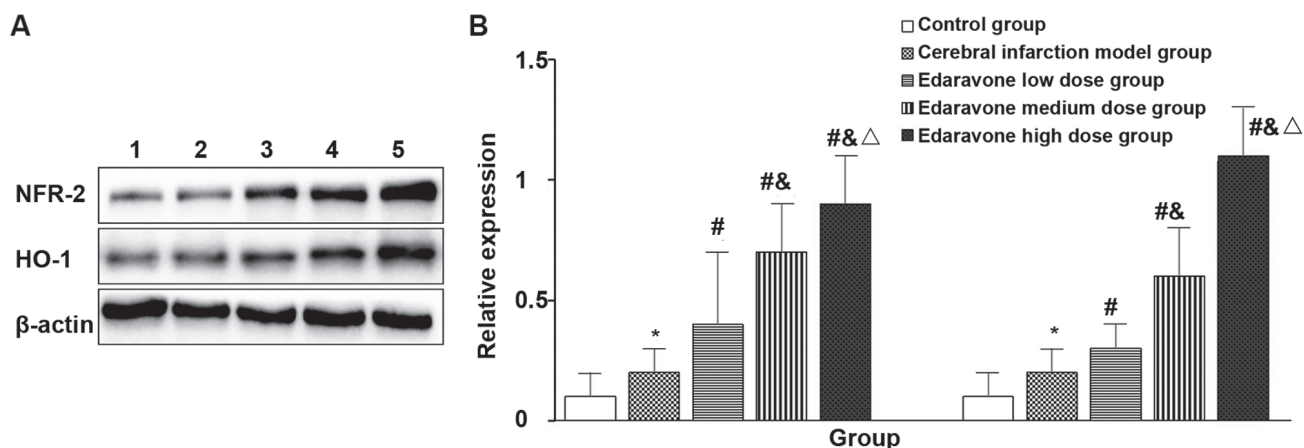 A
1 2 3 4 5
NFR-2
HO-1
β-actin
B
Control group
Cerebral infarction model group
Edaravone low dose group
Edaravone medium dose group
Edaravone high dose group
Relative expression
1.5
1
0.5
0
* # #& #&△
* # #& #&△
Group